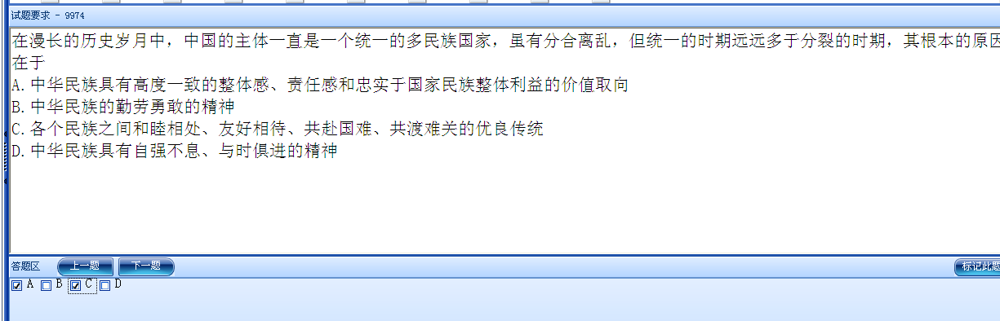 试题要求 - 9974
在漫长的历史岁月中，中国的主体一直是一个统一的多民族国家，虽有分合离乱，但统一的时期远远多于分裂的时期，其根本的原因
在于
A.中华民族具有高度一致的整体感、责任感和忠实于国家民族整体利益的价值取向
B.中华民族的勤劳勇敢的精神
C.各个民族之间和睦相处、友好相待、共赴国难、共渡难关的优良传统
D.中华民族具有自强不息、与时俱进的精神
答题区 上一题 下一题 标记此题
A B C D